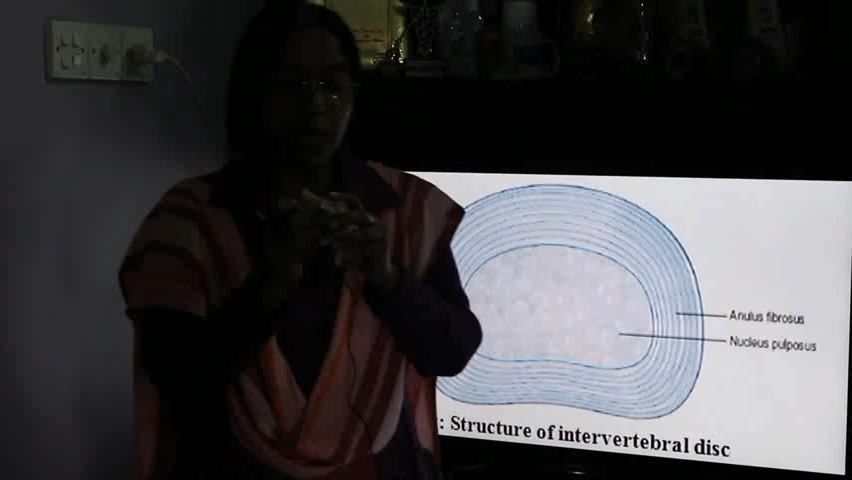 Anulus fibrosus
Nucleus pulposus
: Structure of intervertebral disc